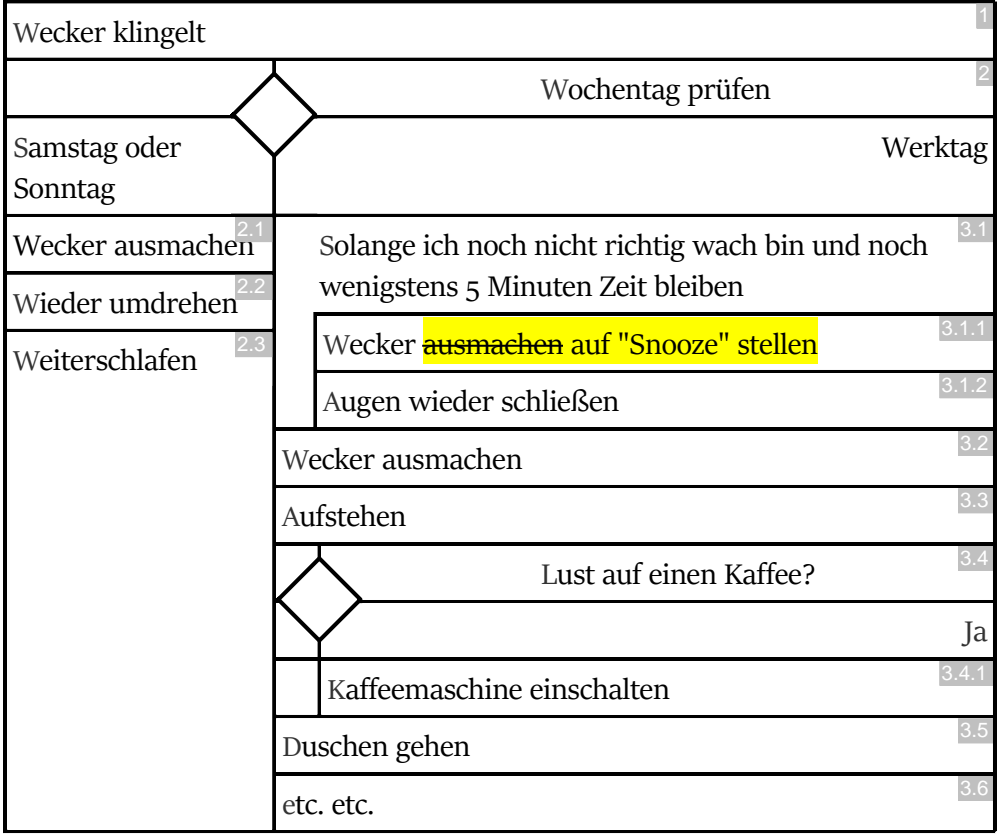 Wecker klingelt 1
Wochentag prüfen 2
Samstag oder
Sonntag
Werktag
Wecker ausmachen 2.1
Wieder umdrehen 2.2
Weiterschlafen 2.3
Solange ich noch nicht richtig wach bin und noch 3.1
wenigstens 5 Minuten Zeit bleiben
Wecker ausmachen auf "Snooze" stellen 3.1.1
Augen wieder schließen 3.1.2
Wecker ausmachen 3.2
Aufstehen 3.3
Lust auf einen Kaffee? 3.4
Ja
Kaffeemaschine einschalten 3.4.1
Duschen gehen 3.5
etc. etc. 3.6